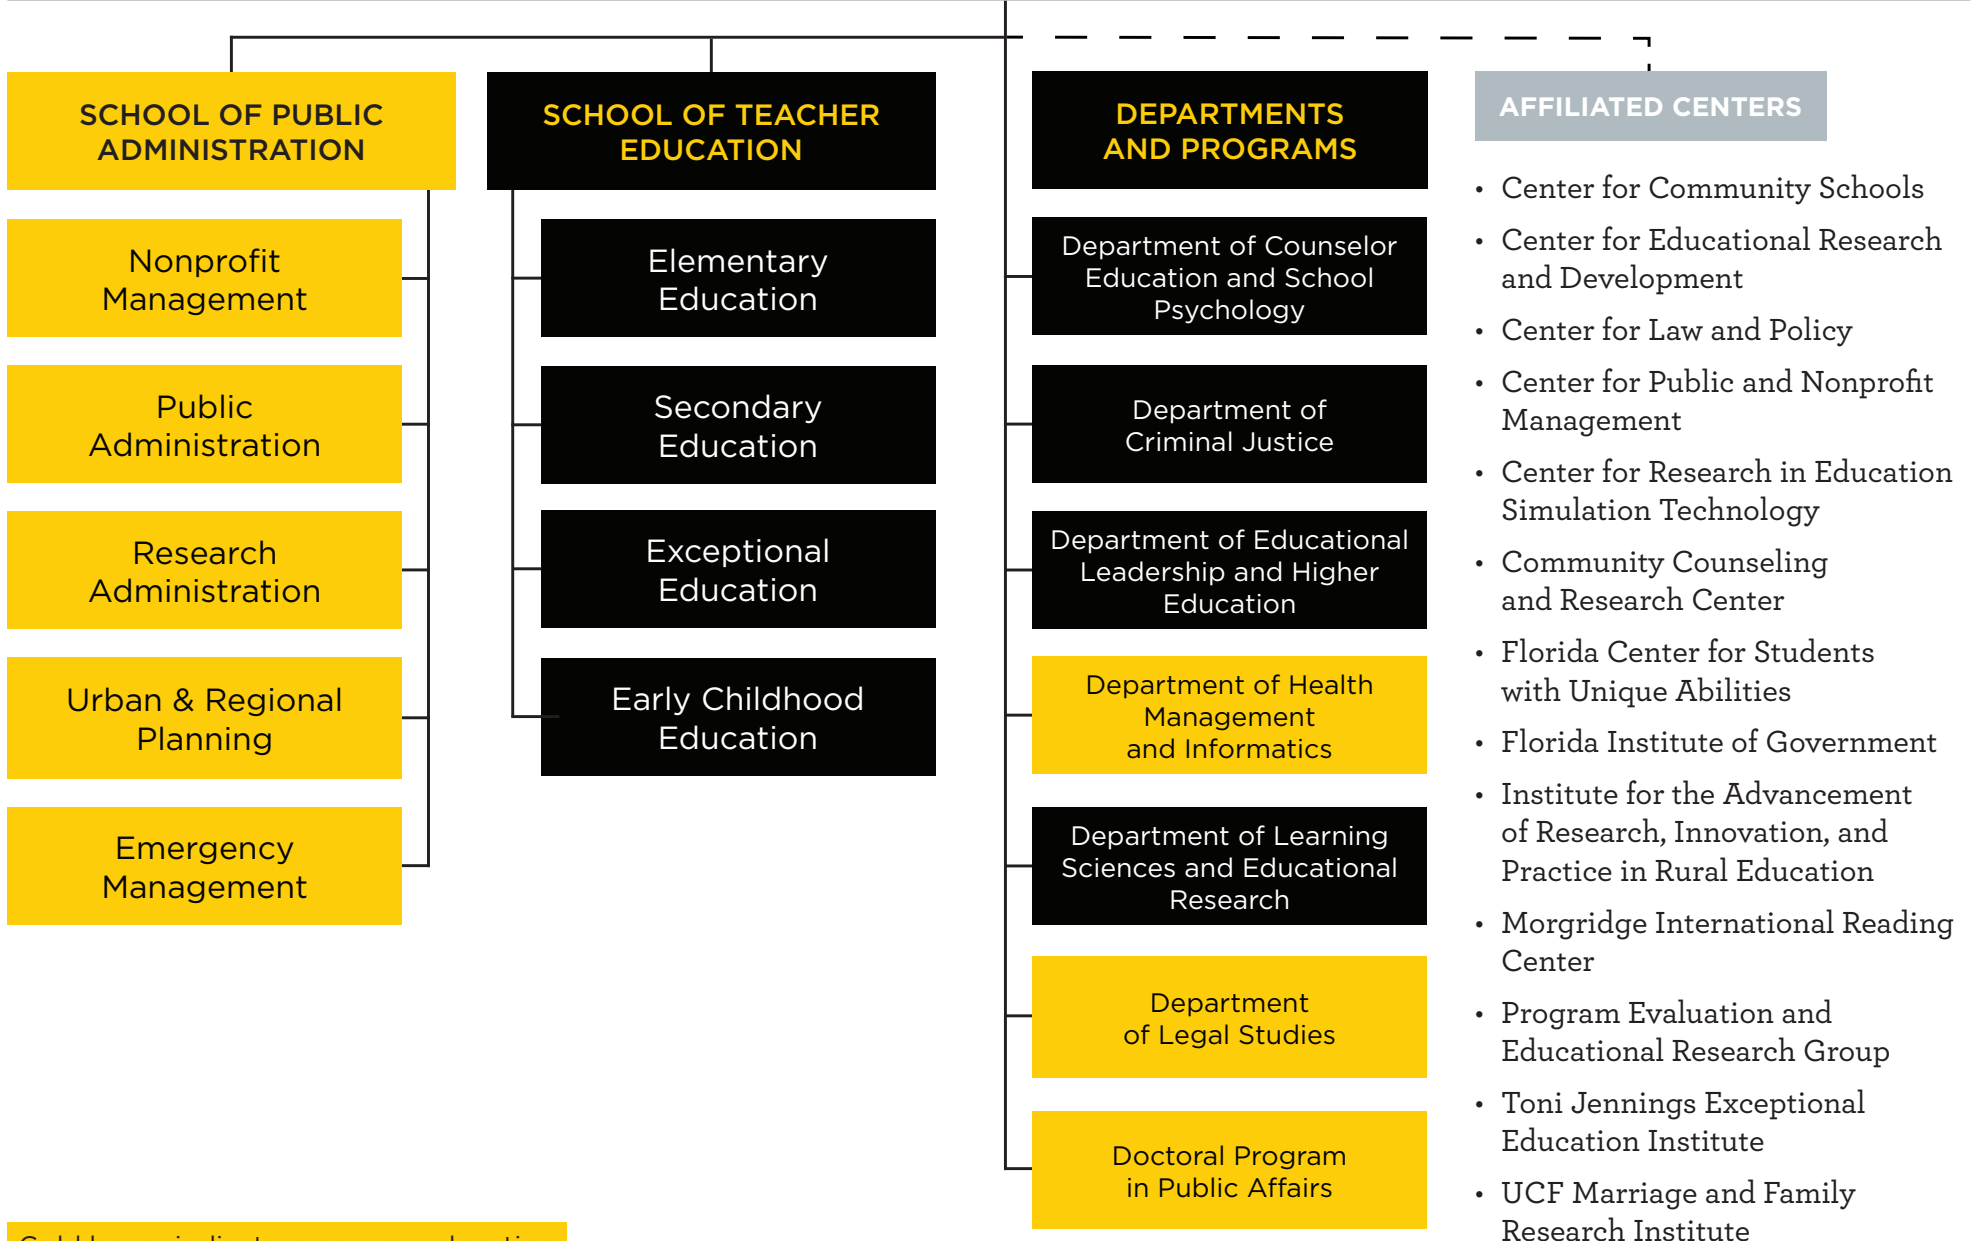 SCHOOL OF PUBLIC
ADMINISTRATION
Nonprofit
Management
Public
Administration
Research
Administration
Urban & Regional
Planning
Emergency
Management
SCHOOL OF TEACHER
EDUCATION
Elementary
Education
Secondary
Education
Exceptional
Education
Early Childhood
Education
DEPARTMENTS
AND PROGRAMS
Department of Counselor
Education and School
Psychology
Department of
Criminal Justice
Department of Educational
Leadership and Higher
Education
Department of Health
Management
and Informatics
Department of Learning
Sciences and Educational
Research
Department
of Legal Studies
Doctoral Program
in Public Affairs
AFFILIATED CENTERS
• Center for Community Schools
• Center for Educational Research
and Development
• Center for Law and Policy
• Center for Public and Nonprofit
Management
• Center for Research in Education
Simulation Technology
• Community Counseling
and Research Center
• Florida Center for Students
with Unique Abilities
• Florida Institute of Government
• Institute for the Advancement
of Research, Innovation, and
Practice in Rural Education
• Morgridge International Reading
Center
• Program Evaluation and
Educational Research Group
• Toni Jennings Exceptional
Education Institute
• UCF Marriage and Family
Research Institute